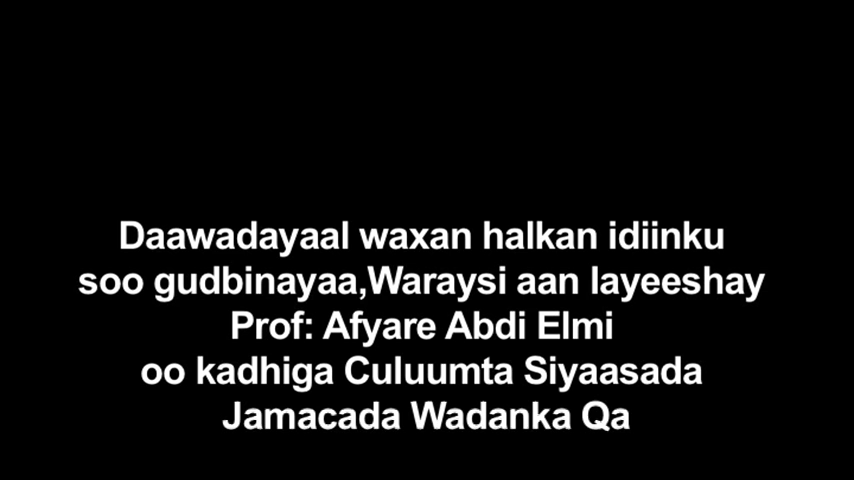 Daawadayaal waxan halkan idiinku
soo gudbinayaa,Waraysi aan layeeshay
Prof: Afyare Abdi Elmi
oo kadhiga Culuumta Siyaasada
Jamacada Wadanka Qa